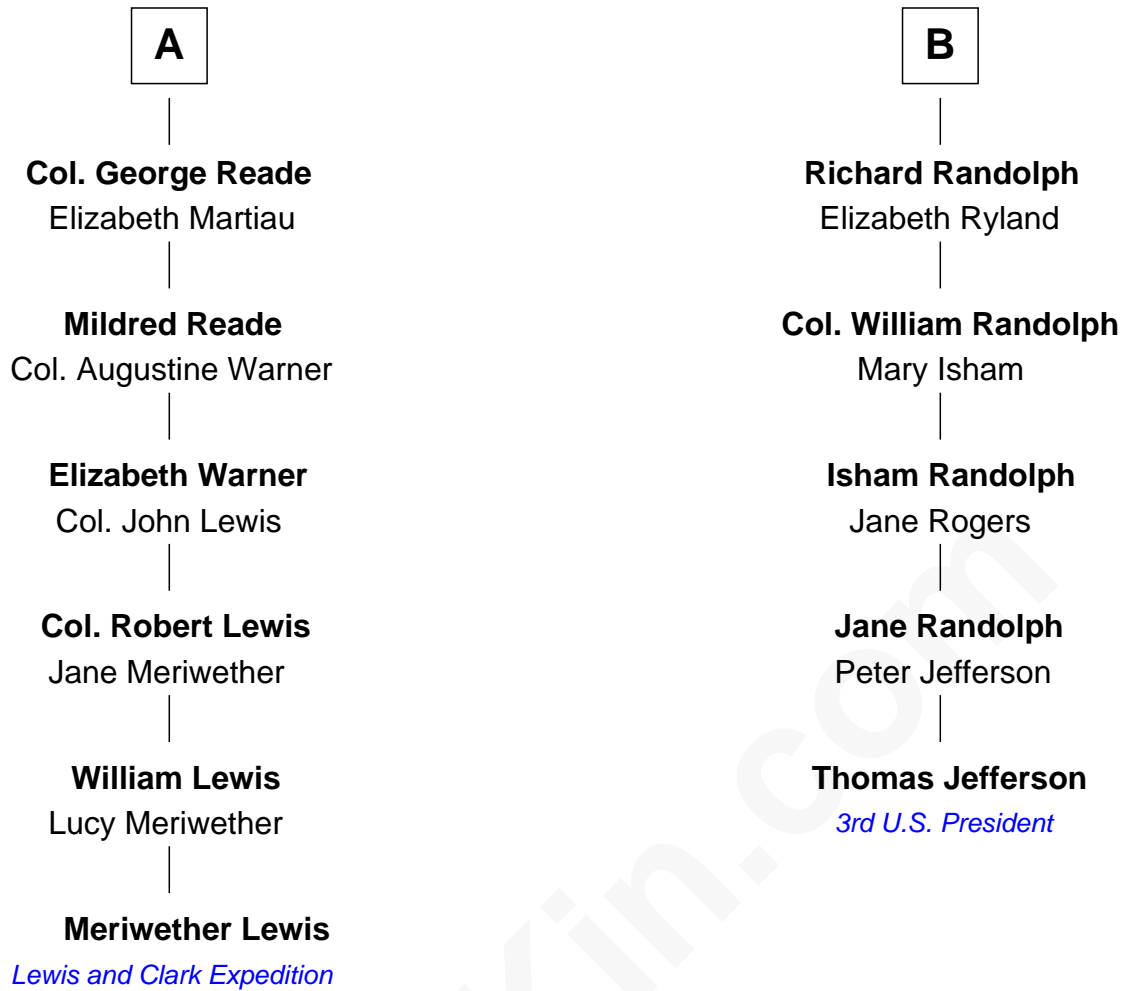 A
Col. George Reade
Elizabeth Martiau
Mildred Reade
Col. Augustine Warner
Elizabeth Warner
Col. John Lewis
Col. Robert Lewis
Jane Meriwether
William Lewis
Lucy Meriwether
Meriwether Lewis
Lewis and Clark Expedition
B
Richard Randolph
Elizabeth Ryland
Col. William Randolph
Mary Isham
Isham Randolph
Jane Rogers
Jane Randolph
Peter Jefferson
Thomas Jefferson
3rd U.S. President
Kin.com